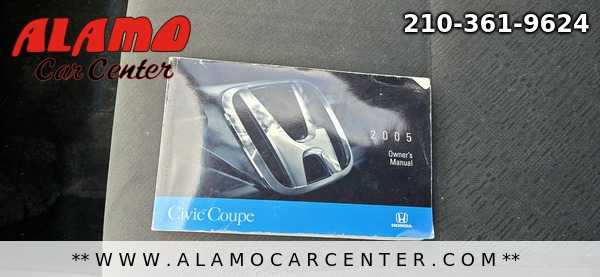 ALAMO
Car Center
210-361-9624
2005
Owner's
Manual
Civic Coupe
HONDA
**WWW.ALAMOCARCENTER.COM**